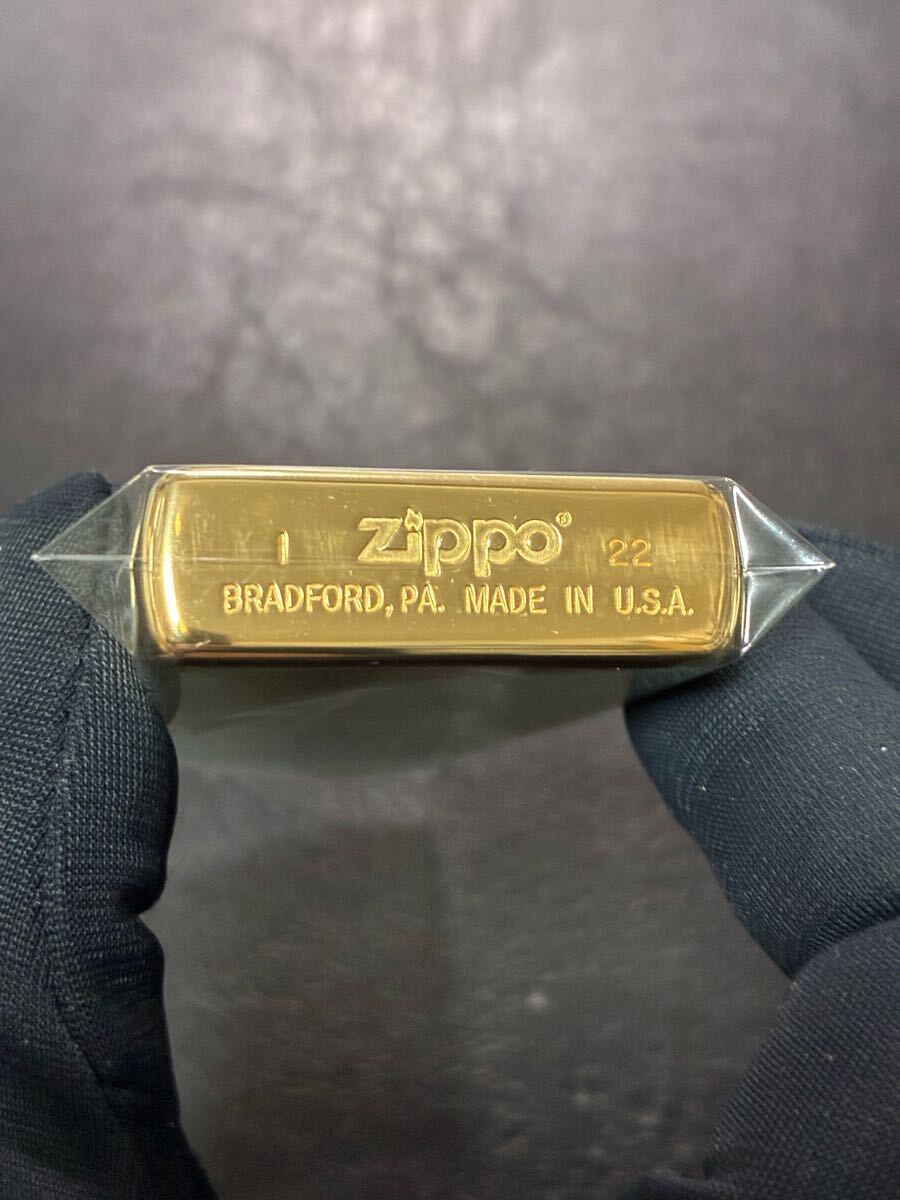 I Zippo® 22
BRADFORD, PA. MADE IN U.S.A.